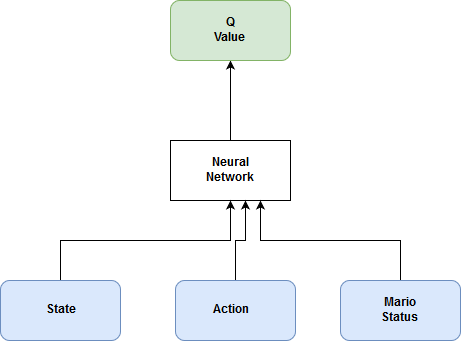 Q
Value
Neural
Network
State
Action
Mario
Status